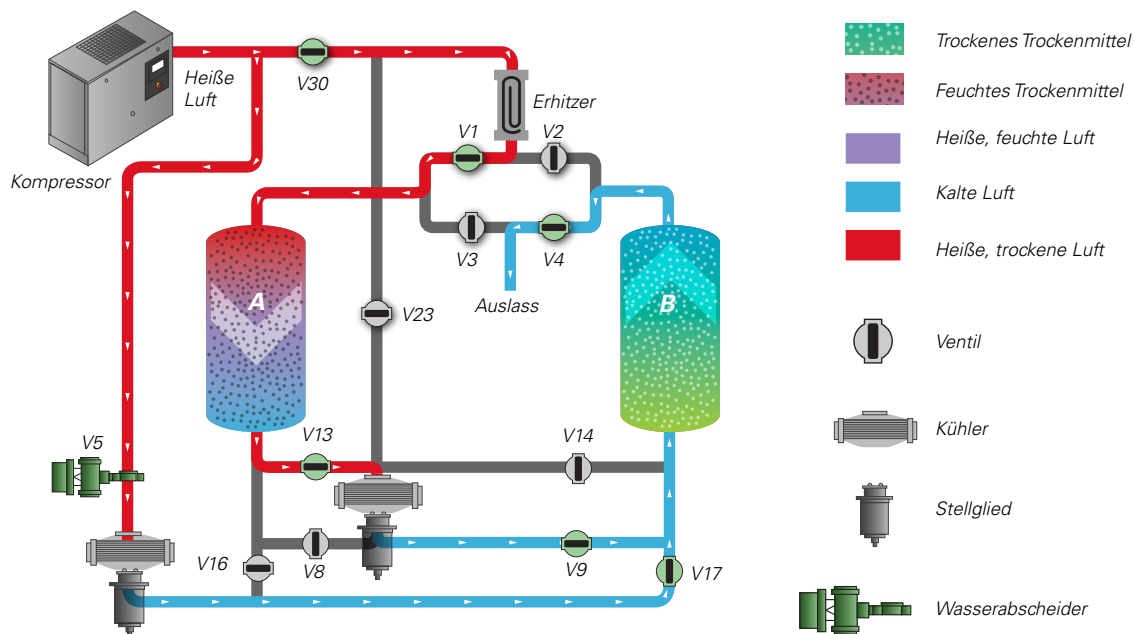 Heiße
Luft
V30
Kompressor
Erhitzer
V1
V2
V3
V4
Auslass
A
B
V23
V5
V13
V14
V16
V8
V9
V17
Trockenes Trockenmittel
Feuchtes Trockenmittel
Heiße, feuchte Luft
Kalte Luft
Heiße, trockene Luft
Ventil
Kühler
Stellglied
Wasserabscheider